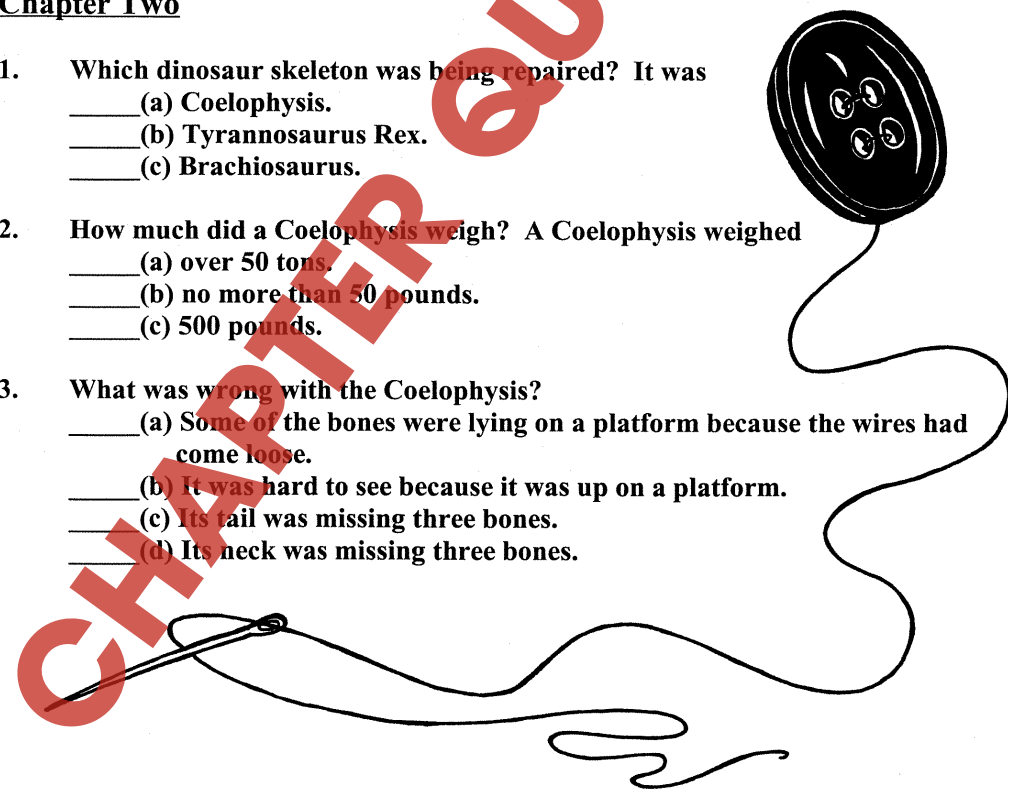 Chapter Two
1. Which dinosaur skeleton was being repaired? It was
_____(a) Coelophysis.
_____(b) Tyrannosaurus Rex.
_____(c) Brachiosaurus.
2. How much did a Coelophysis weigh? A Coelophysis weighed
_____(a) over 50 tons.
_____(b) no more than 50 pounds.
_____(c) 500 pounds.
3. What was wrong with the Coelophysis?
_____(a) Some of the bones were lying on a platform because the wires had
come loose.
_____(b) It was hard to see because it was up on a platform.
_____(c) Its tail was missing three bones.
_____(d) Its neck was missing three bones.
CHAPTER QU